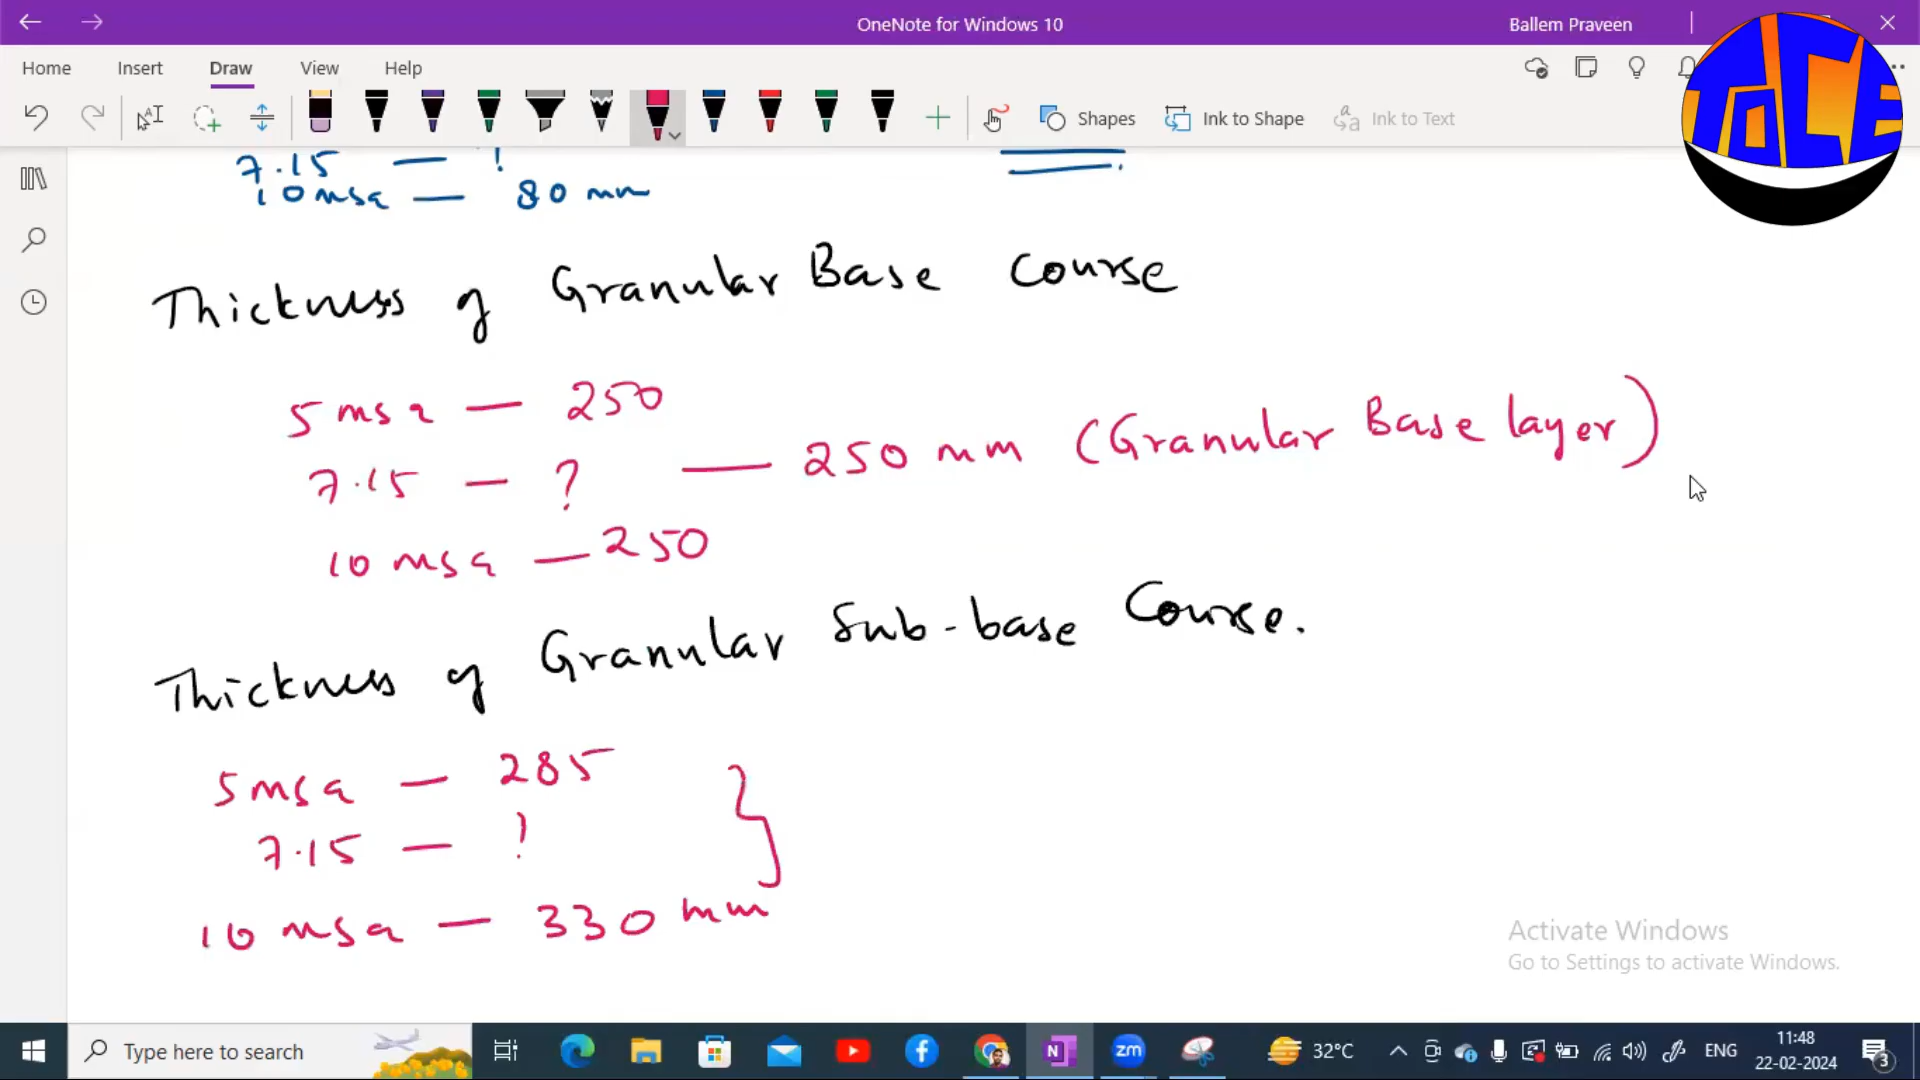 OneNote for Windows 10
Ballem Praveen
Home Insert Draw View Help
Shapes Ink to Shape Ink to Text
TOCE
7.15 — ?
10 msa — 80 mm
Thickness of Granular Base Course
5 msa — 250
7.15 — ? — 250 mm (Granular Base layer)
10 msa — 250
Thickness of Granular Sub-base Course.
5 msa — 285
7.15 — ?
10 msa — 330 mm
Activate Windows
Go to Settings to activate Windows.
Type here to search
zm
N
32°C
ENG
11:48
22-02-2024
3